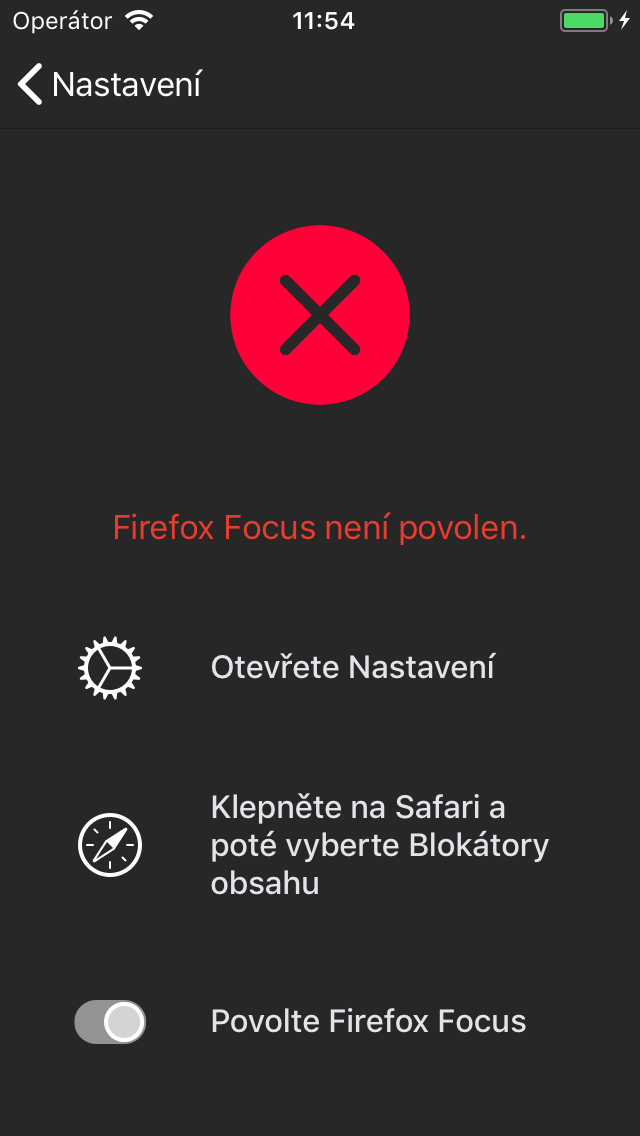 Operátor 11:54
Nastavení
Firefox Focus není povolen.
Otevřete Nastavení
Klepněte na Safari a
poté vyberte Blokátory
obsahu
Povolte Firefox Focus